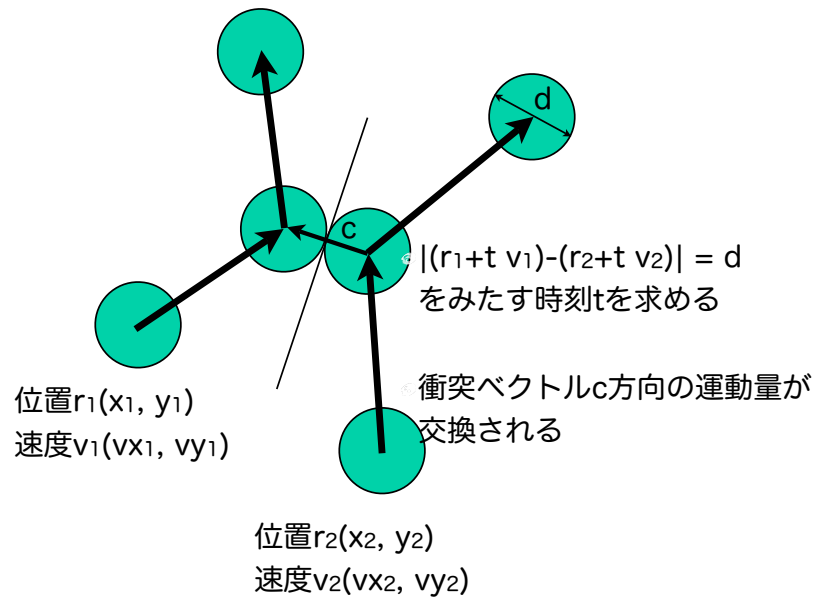 d
c
|(r₁+t v₁)-(r₂+t v₂)| = d
をみたす時刻tを求める
衝突ベクトルc方向の運動量が
交換される
位置r₁(x₁, y₁)
速度v₁(vx₁, vy₁)
位置r₂(x₂, y₂)
速度v₂(vx₂, vy₂)